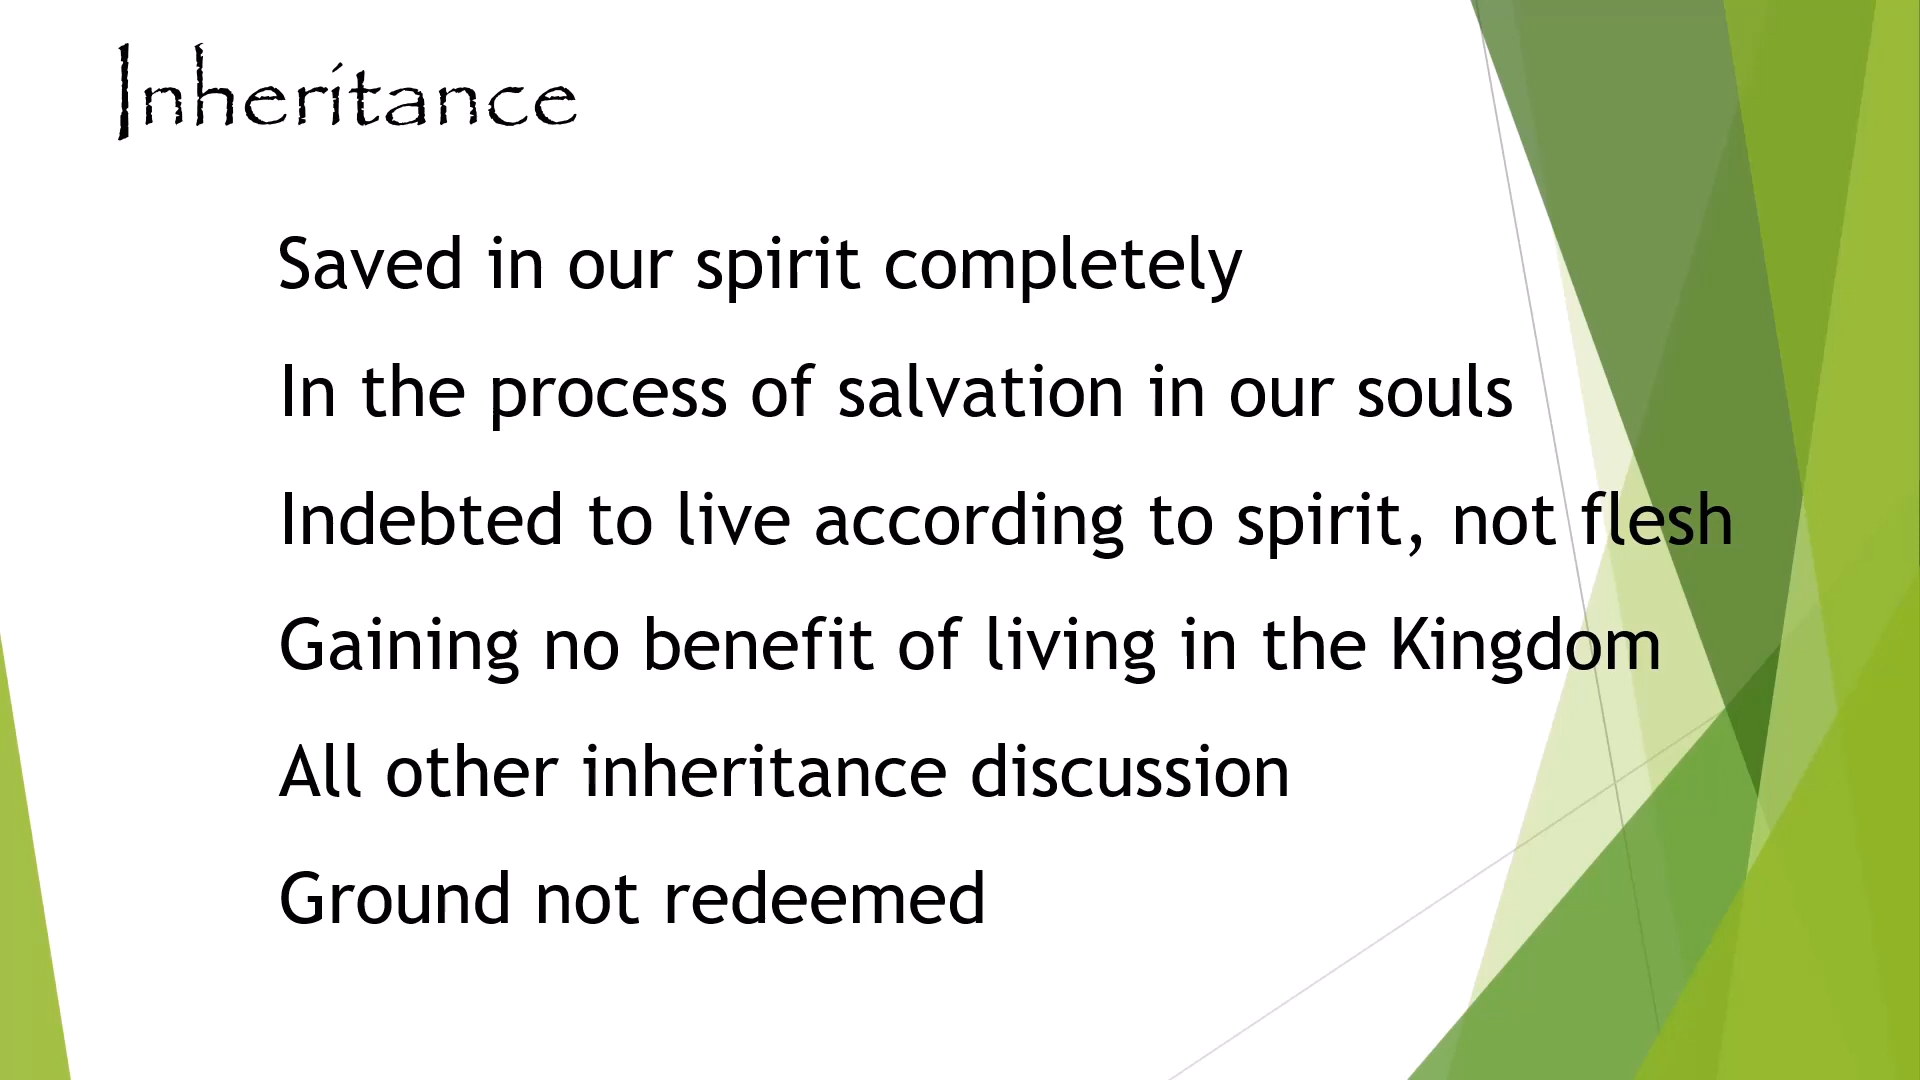 Inheritance
Saved in our spirit completely
In the process of salvation in our souls
Indebted to live according to spirit, not flesh
Gaining no benefit of living in the Kingdom
All other inheritance discussion
Ground not redeemed